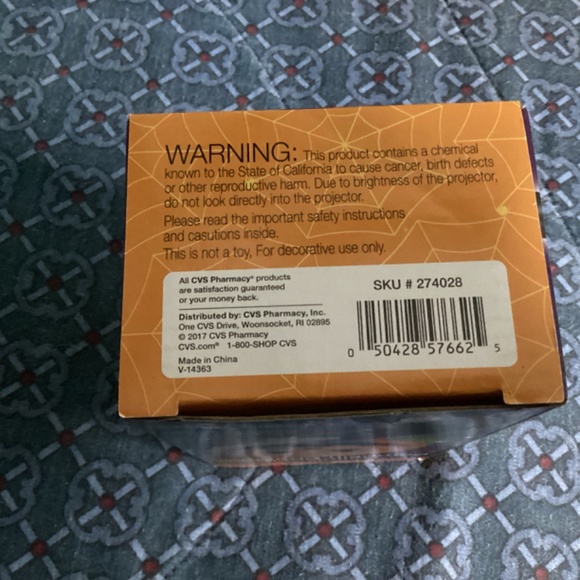 WARNING: This product contains a chemical
known to the State of California to cause cancer, birth defects
or other reproductive harm. Due to brightness of the projector,
do not look directly into the projector.
Please read the important safety instructions
and casutions inside.
This is not a toy, For decorative use only.
All CVS Pharmacy® products
are satisfaction guaranteed
or your money back.
Distributed by: CVS Pharmacy, Inc.
One CVS Drive, Woonsocket, RI 02895
© 2017 CVS Pharmacy
CVS.com® 1-800-SHOP CVS
Made in China
V-14363
SKU # 274028
0 50428 57662 5